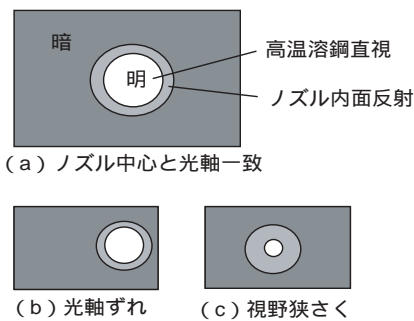 暗
明
高温溶鋼直視
ノズル内面反射
(a)ノズル中心と光軸一致
(b)光軸ずれ
(c)視野狭さく